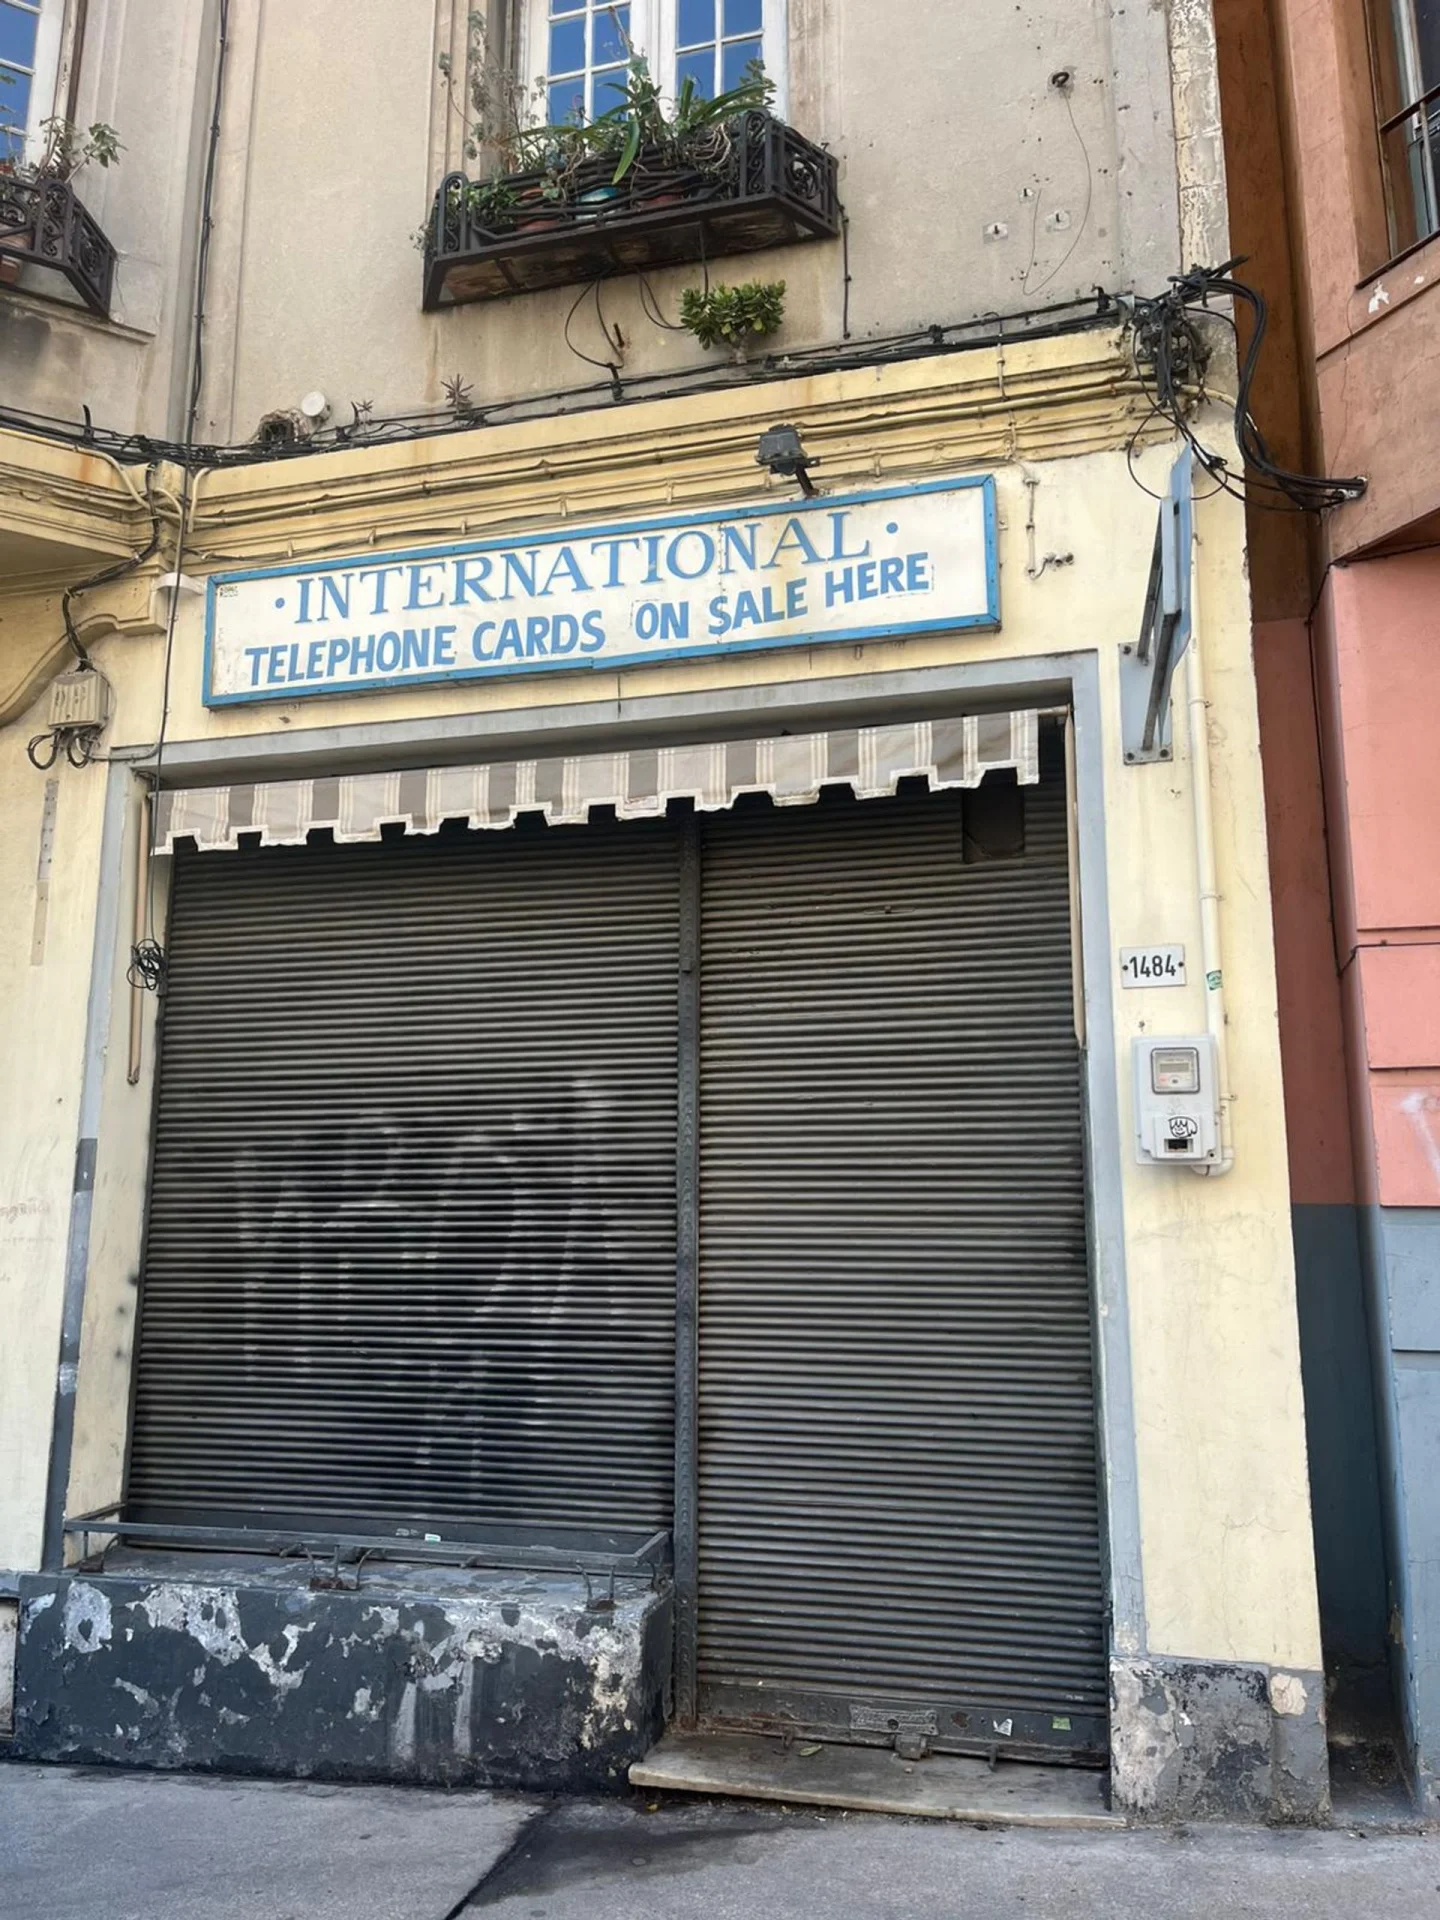 ·INTERNATIONAL·
TELEPHONE CARDS ON SALE HERE
·1484·